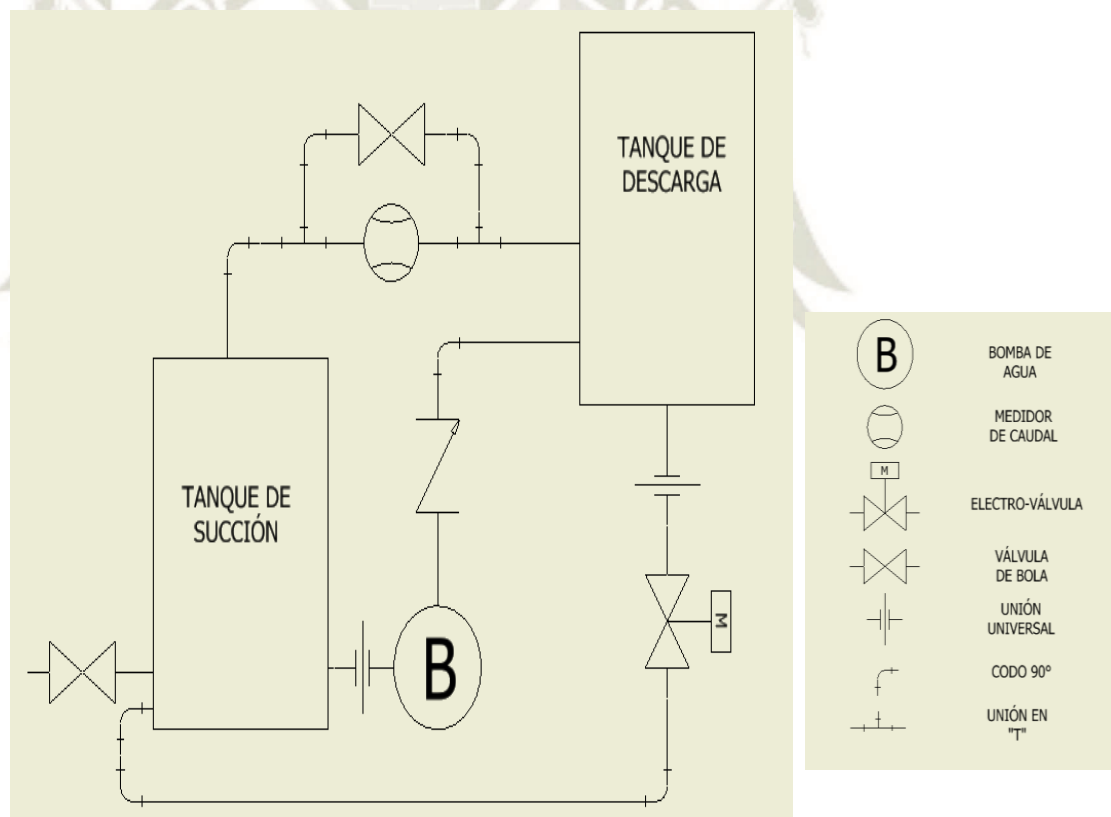 TANQUE DE
DESCARGA
TANQUE DE
SUCCIÓN
B
M
B
BOMBA DE
AGUA
MEDIDOR
DE CAUDAL
M
ELECTRO-VÁLVULA
VÁLVULA
DE BOLA
UNIÓN
UNIVERSAL
CODO 90°
UNIÓN EN
"T"